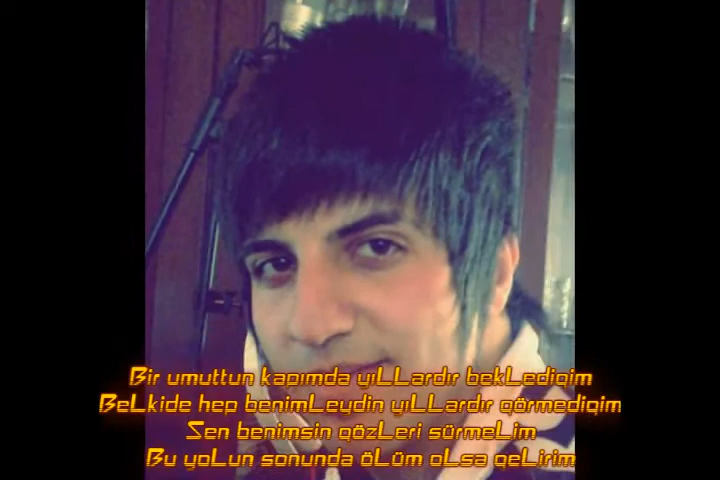 Bir umuttun kapımda yıLLardır bekLediqim
BeLkide hep benimLeydin yıLLardır qörmediqim
Sen benimsin qözLeri sürmeLim
Bu yoLun sonunda öLüm oLsa qeLirim